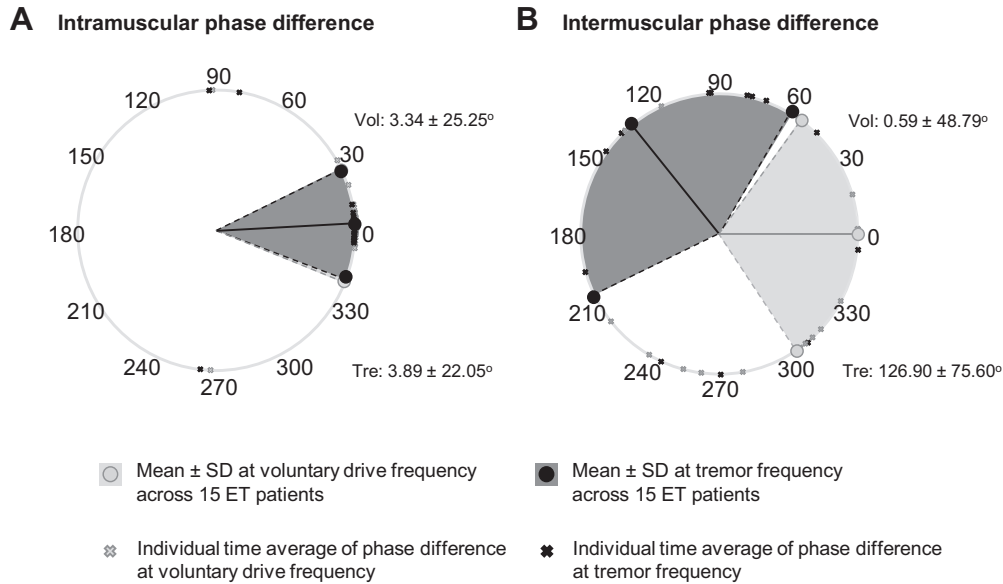 A Intramuscular phase difference
90
60
30
0
330
300
270
240
210
180
150
120
Vol: 3.34 ± 25.25º
Tre: 3.89 ± 22.05º
B Intermuscular phase difference
90
60
30
0
330
300
270
240
210
180
150
120
Vol: 0.59 ± 48.79º
Tre: 126.90 ± 75.60º
Mean ± SD at voluntary drive frequency
across 15 ET patients
Mean ± SD at tremor frequency
across 15 ET patients
Individual time average of phase difference
at voluntary drive frequency
Individual time average of phase difference
at tremor frequency